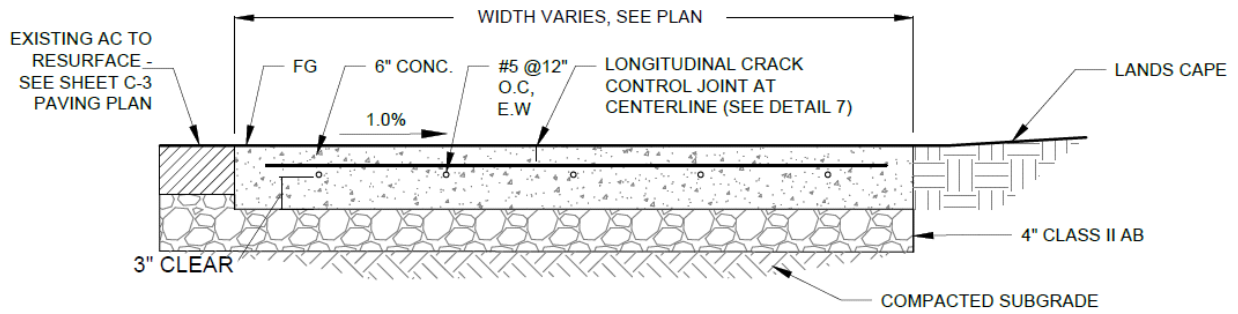 WIDTH VARIES, SEE PLAN
EXISTING AC TO
RESURFACE -
SEE SHEET C-3
PAVING PLAN
FG
6" CONC.
#5 @12"
O.C,
E.W
LONGITUDINAL CRACK
CONTROL JOINT AT
CENTERLINE (SEE DETAIL 7)
LANDS CAPE
1.0%
3" CLEAR
4" CLASS II AB
COMPACTED SUBGRADE